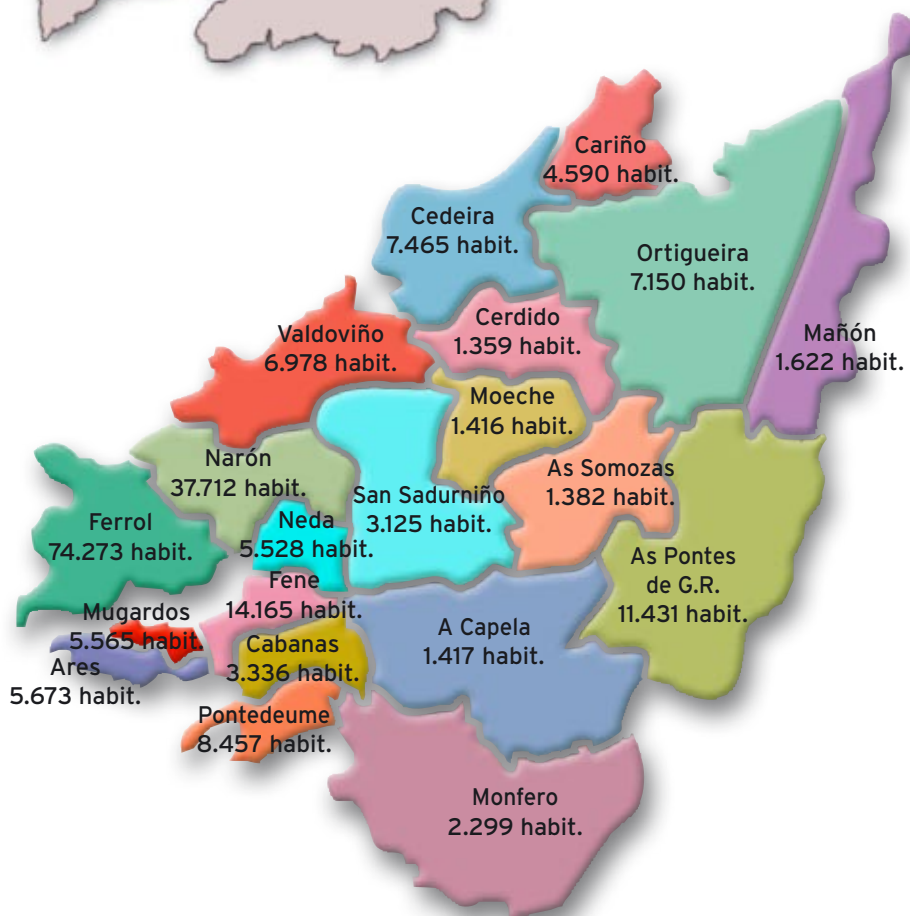 Cariño
4.590 habit.
Cedeira
7.465 habit.
Ortigueira
7.150 habit.
Mañón
1.622 habit.
Cerdido
1.359 habit.
Valdoviño
6.978 habit.
Moeche
1.416 habit.
As Somozas
1.382 habit.
Narón
37.712 habit.
San Sadurniño
3.125 habit.
Ferrol
74.273 habit.
Neda
5.528 habit.
As Pontes
de G.R.
11.431 habit.
Fene
14.165 habit.
Mugardos
5.565 habit.
A Capela
1.417 habit.
Cabanas
3.336 habit.
Ares
5.673 habit.
Pontedeume
8.457 habit.
Monfero
2.299 habit.